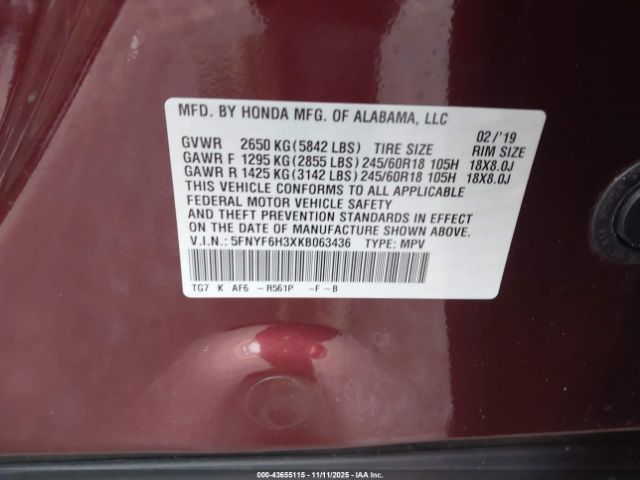 MFD. BY HONDA MFG. OF ALABAMA, LLC
02/'19
GVWR 2650 KG(5842 LBS) TIRE SIZE RIM SIZE
GAWR F 1295 KG(2855 LBS)245/60R18 105H 18X8.0J
GAWR R 1425 KG(3142 LBS)245/60R18 105H 18X8.0J
THIS VEHICLE CONFORMS TO ALL APPLICABLE
FEDERAL MOTOR VEHICLE SAFETY
AND THEFT PREVENTION STANDARDS IN EFFECT
ON THE DATE OF MANUFACTURE SHOWN ABOVE.
V.I.N.: 5FNYF6H3XKB063436 TYPE: MPV
TG7 K AF6 -R561P -F-B
000-43655115 - 11/11/2025 - IAAI.com